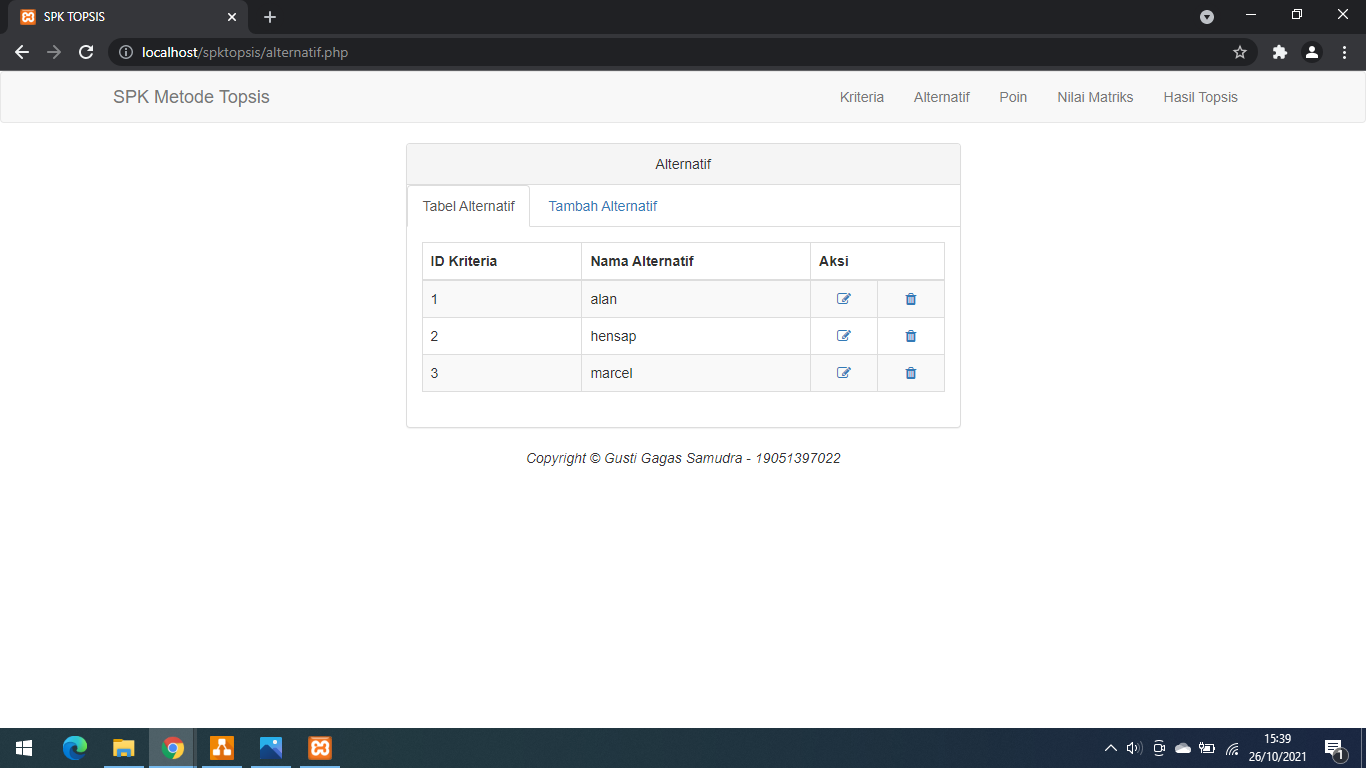 SPK TOPSIS
localhost/spktopsis/alternatif.php
SPK Metode Topsis Kriteria Alternatif Poin Nilai Matriks Hasil Topsis
Alternatif
Tabel Alternatif Tambah Alternatif
ID Kriteria Nama Alternatif Aksi
1 alan
2 hensap
3 marcel
Copyright © Gusti Gagas Samudra - 19051397022
15:39
26/10/2021
1